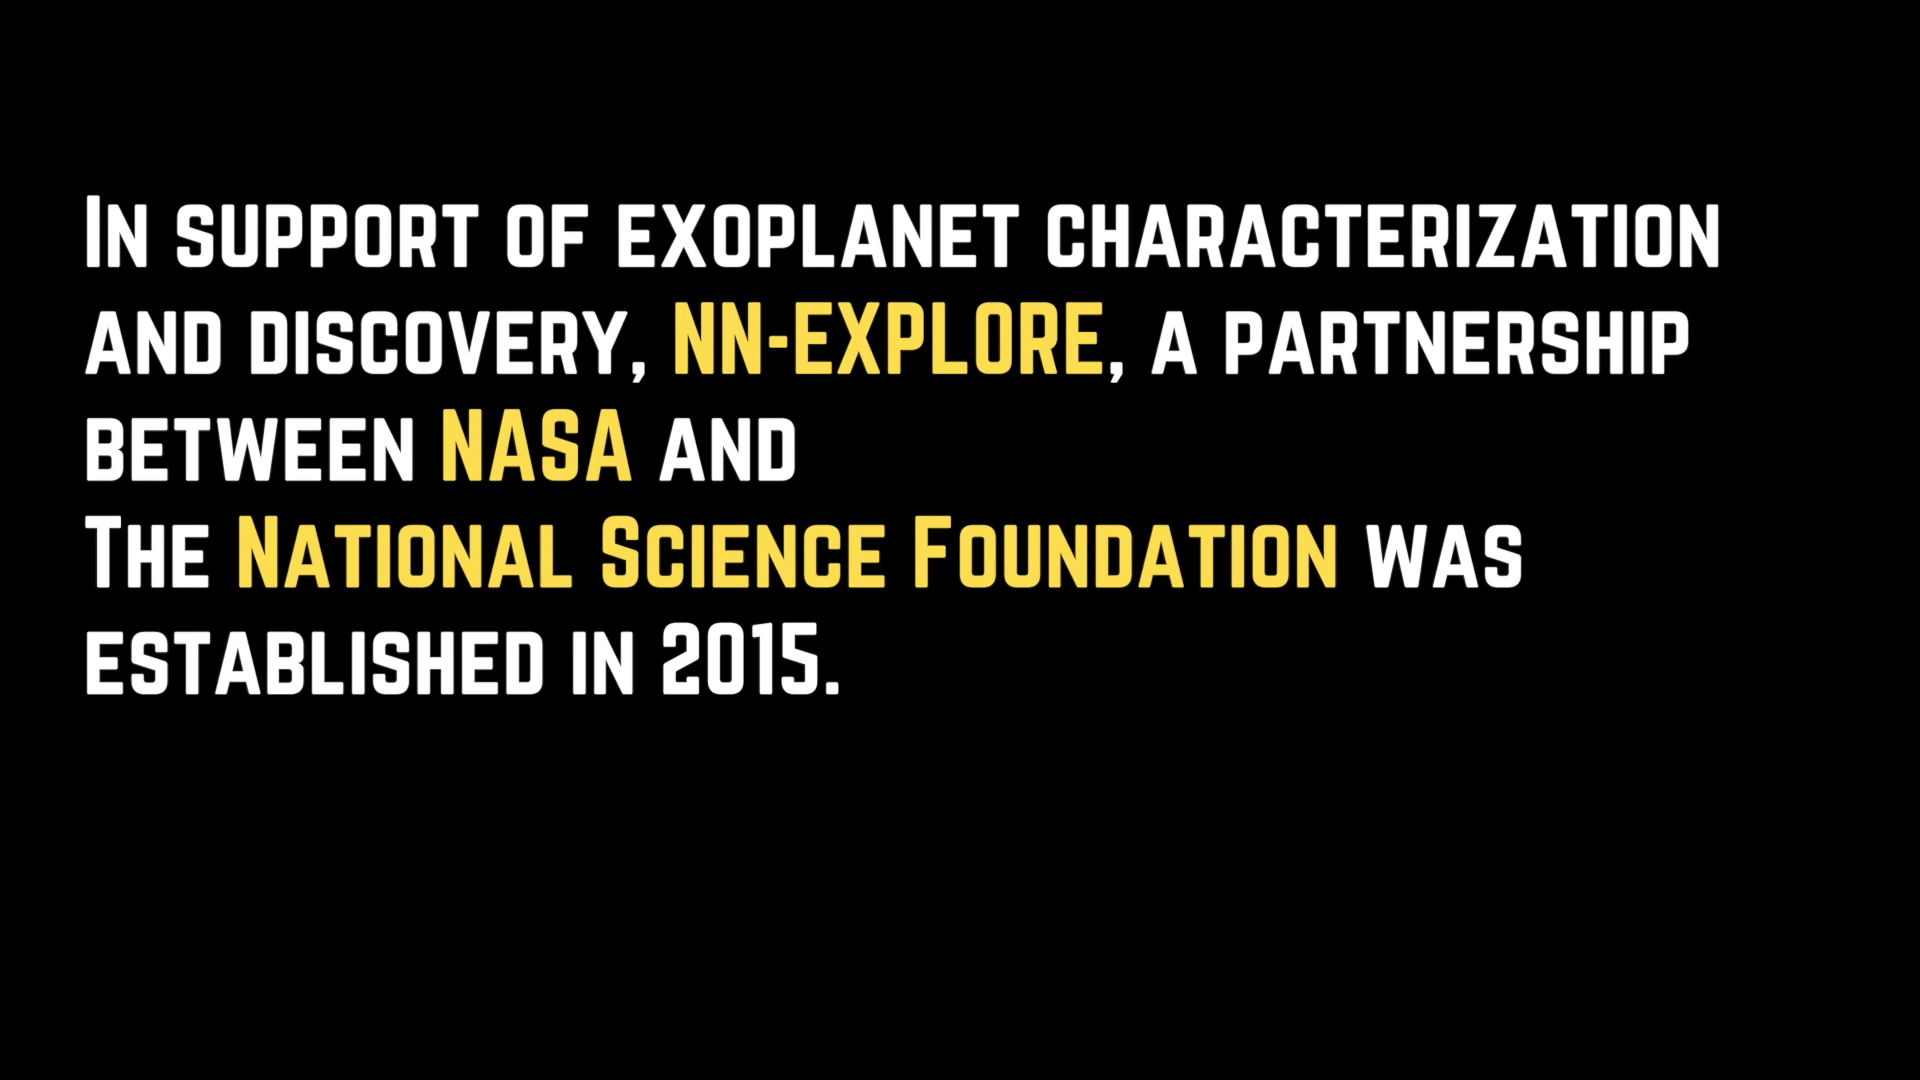 In support of exoplanet characterization
and discovery, NN-EXPLORE, a partnership
between NASA and
The National Science Foundation was
established in 2015.